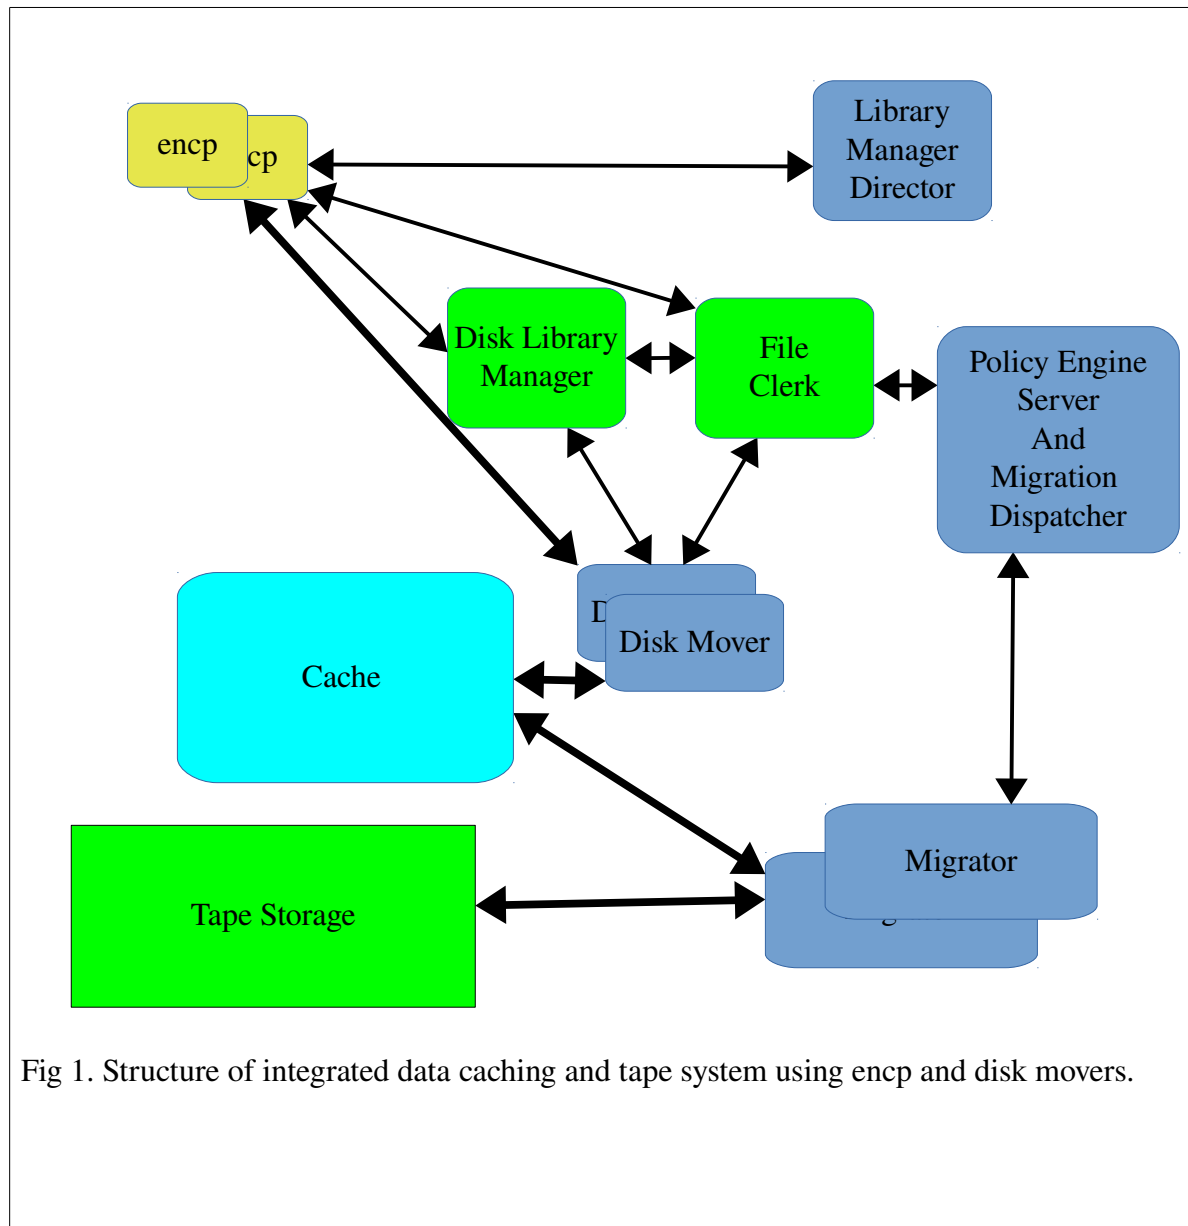 encp
cp
Library
Manager
Director
Disk Library
Manager
File
Clerk
Policy Engine
Server
And
Migration
Dispatcher
D
Disk Mover
Cache
Migrator
Tape Storage
Fig 1. Structure of integrated data caching and tape system using encp and disk movers.